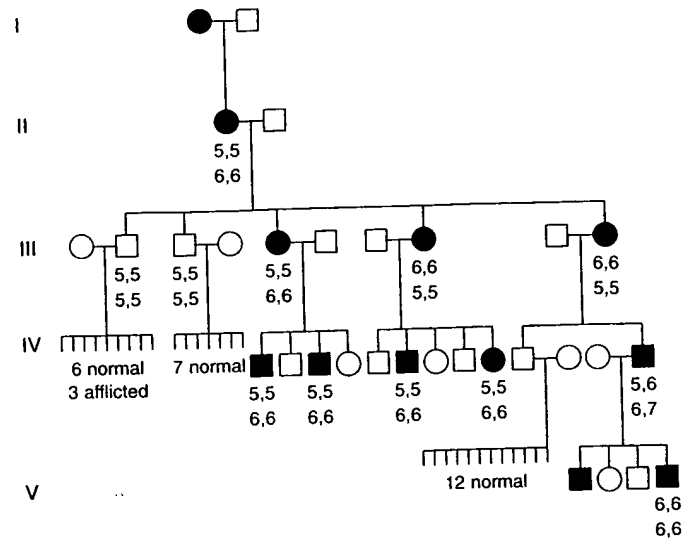 I
II
5,5
6,6
III
5,5 5,5 5,5 6,6 6,6
5,5 5,5 6,6 5,5 5,5
IV
6 normal 7 normal
3 afflicted
5,5 5,5 5,5 5,5 5,6
6,6 6,6 6,6 6,6 6,7
V
12 normal
6,6
6,6